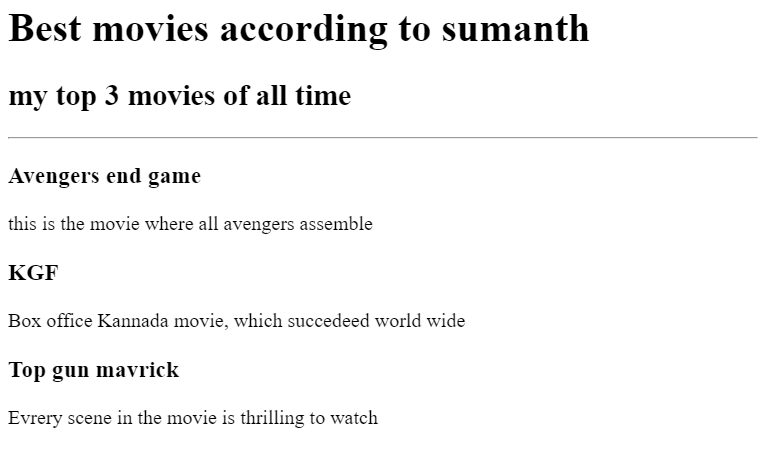 Best movies according to sumanth
my top 3 movies of all time
Avengers end game
this is the movie where all avengers assemble
KGF
Box office Kannada movie, which succedeed world wide
Top gun mavrick
Evrery scene in the movie is thrilling to watch